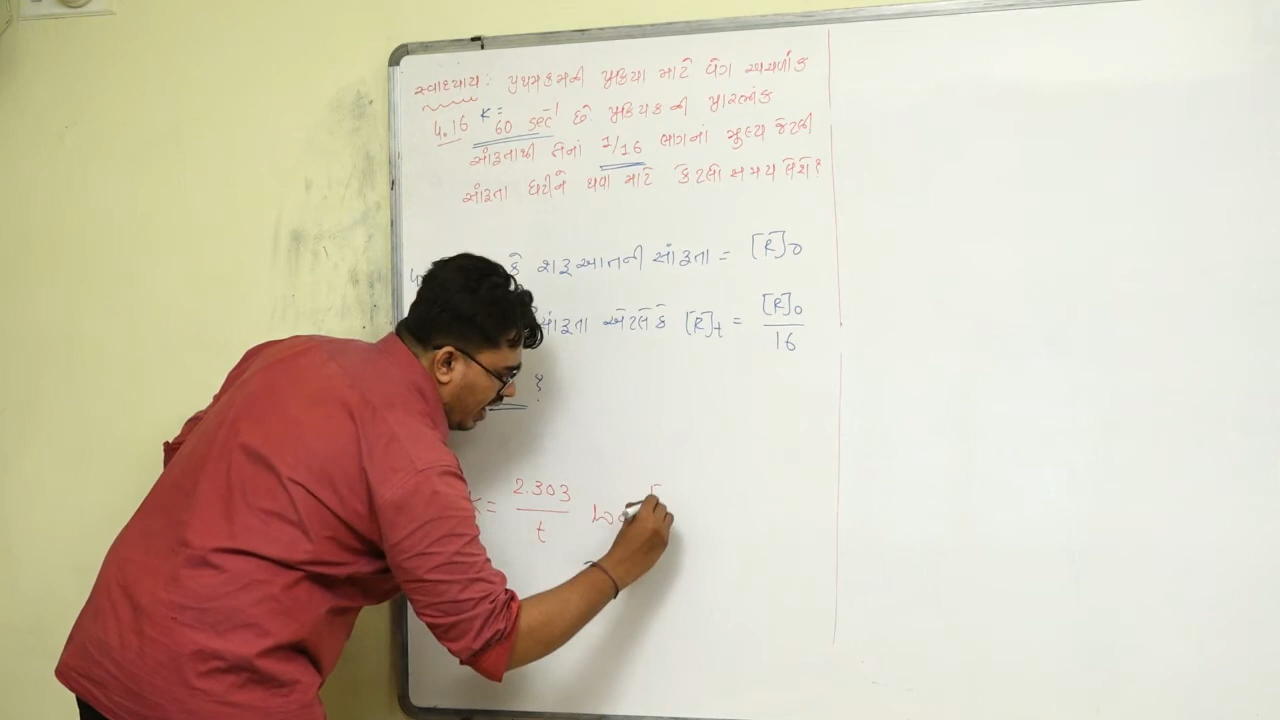 સ્વાધ્યાય : પ્રથમક્રમની પ્રક્રિયા માટે વેગ અચળાંક
4.16 K = 60 sec⁻¹ છે. પ્રક્રિયક ની પ્રારંભિક
સાંદ્રતાથી તેનાં 1/16 ભાગનાં મૂલ્ય જેટલી
સાંદ્રતા ઘટીને થવા માટે કેટલો સમય લેશે?
કે શરૂઆતની સાંદ્રતા = [R]₀
સાંદ્રતા એટલે કે [R]t = [R]₀ / 16
?
K = 2.303 / t